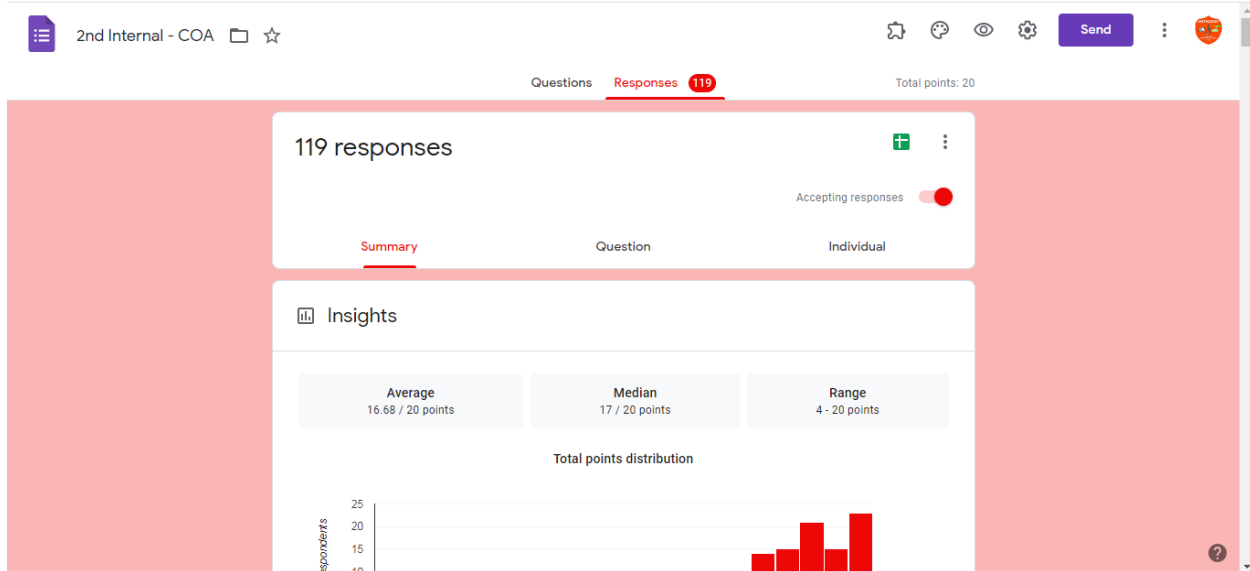 2nd Internal - COA
Send
Questions Responses 119 Total points: 20
119 responses
Accepting responses
Summary Question Individual
Insights
Average Median Range
16.68 / 20 points 17 / 20 points 4 - 20 points
Total points distribution
25
20
15